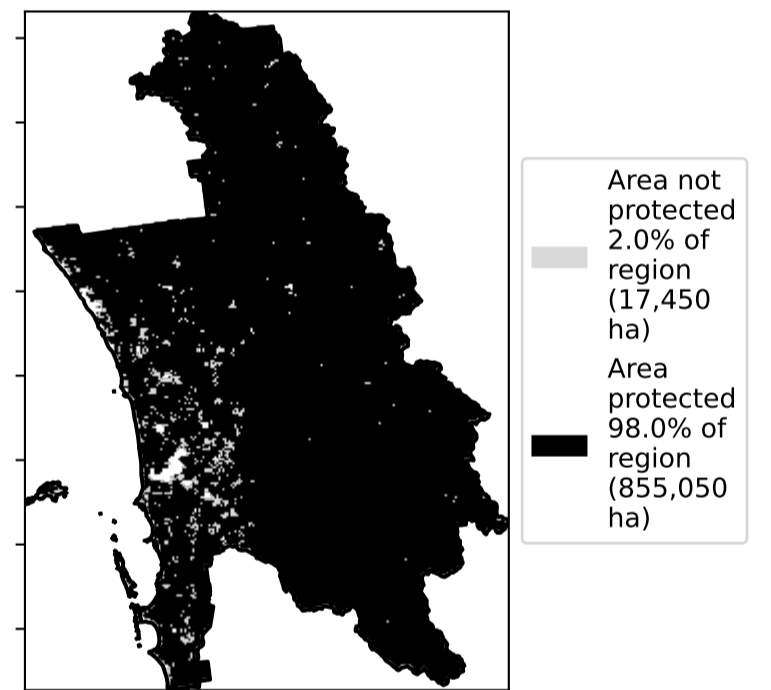 Area not
protected
2.0% of
region
(17,450
ha)
Area
protected
98.0% of
region
(855,050
ha)